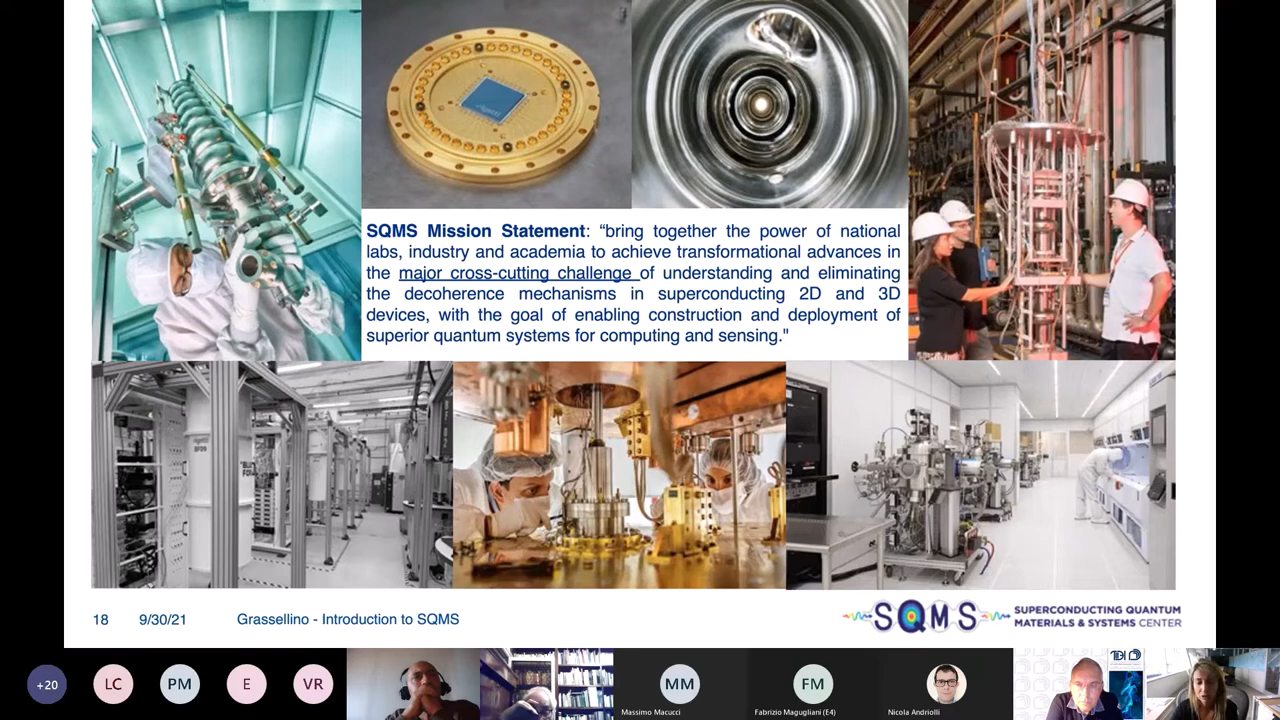 SQMS Mission Statement: “bring together the power of national
labs, industry and academia to achieve transformational advances in
the major cross-cutting challenge of understanding and eliminating
the decoherence mechanisms in superconducting 2D and 3D
devices, with the goal of enabling construction and deployment of
superior quantum systems for computing and sensing."
18 9/30/21 Grassellino - Introduction to SQMS
SQMS SUPERCONDUCTING QUANTUM
MATERIALS & SYSTEMS CENTER
+20 LC PM E VR MM FM
Massimo Macucci Fabrizio Magugliani (E4) Nicola Andriolli